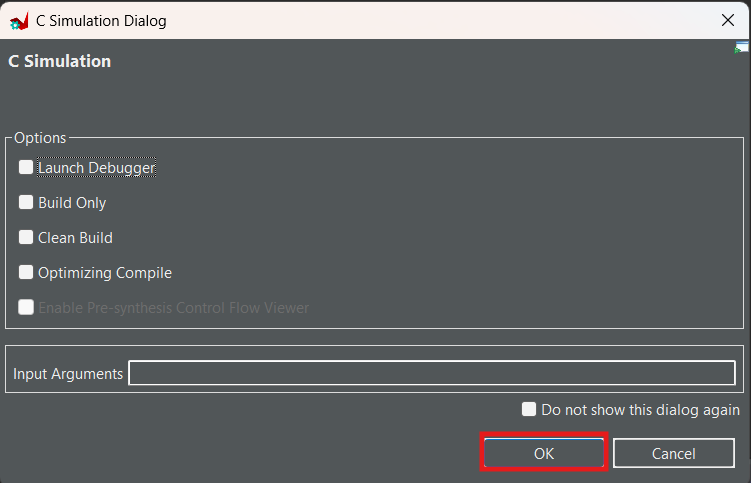 C Simulation Dialog
C Simulation
Options
Launch Debugger
Build Only
Clean Build
Optimizing Compile
Enable Pre-synthesis Control Flow Viewer
Input Arguments
Do not show this dialog again
OK Cancel